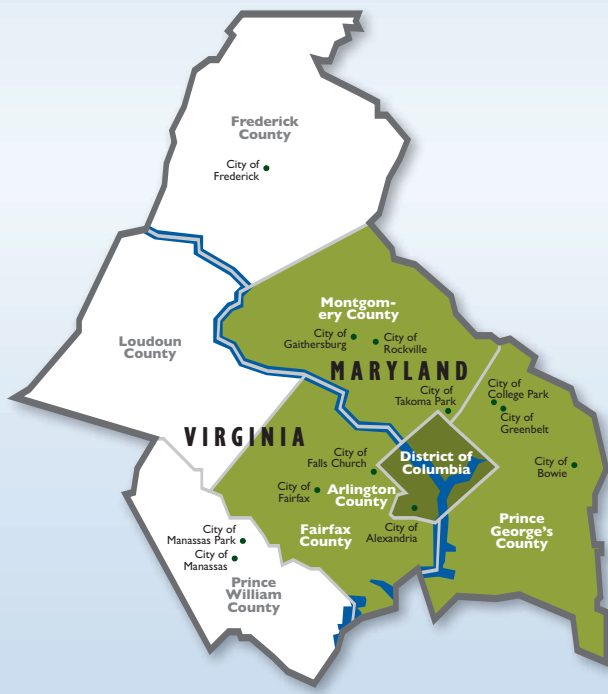 Frederick
County
City of
Frederick
Montgom-
ery County
Loudoun
County
City of
Gaithersburg
City of
Rockville
MARYLAND
City of
Takoma Park
City of
College Park
City of
Greenbelt
VIRGINIA
City of
Falls Church
District of
Columbia
City of
Bowie
City of
Fairfax
Arlington
County
Fairfax
County
City of
Alexandria
Prince
George's
County
City of
Manassas Park
City of
Manassas
Prince
William
County